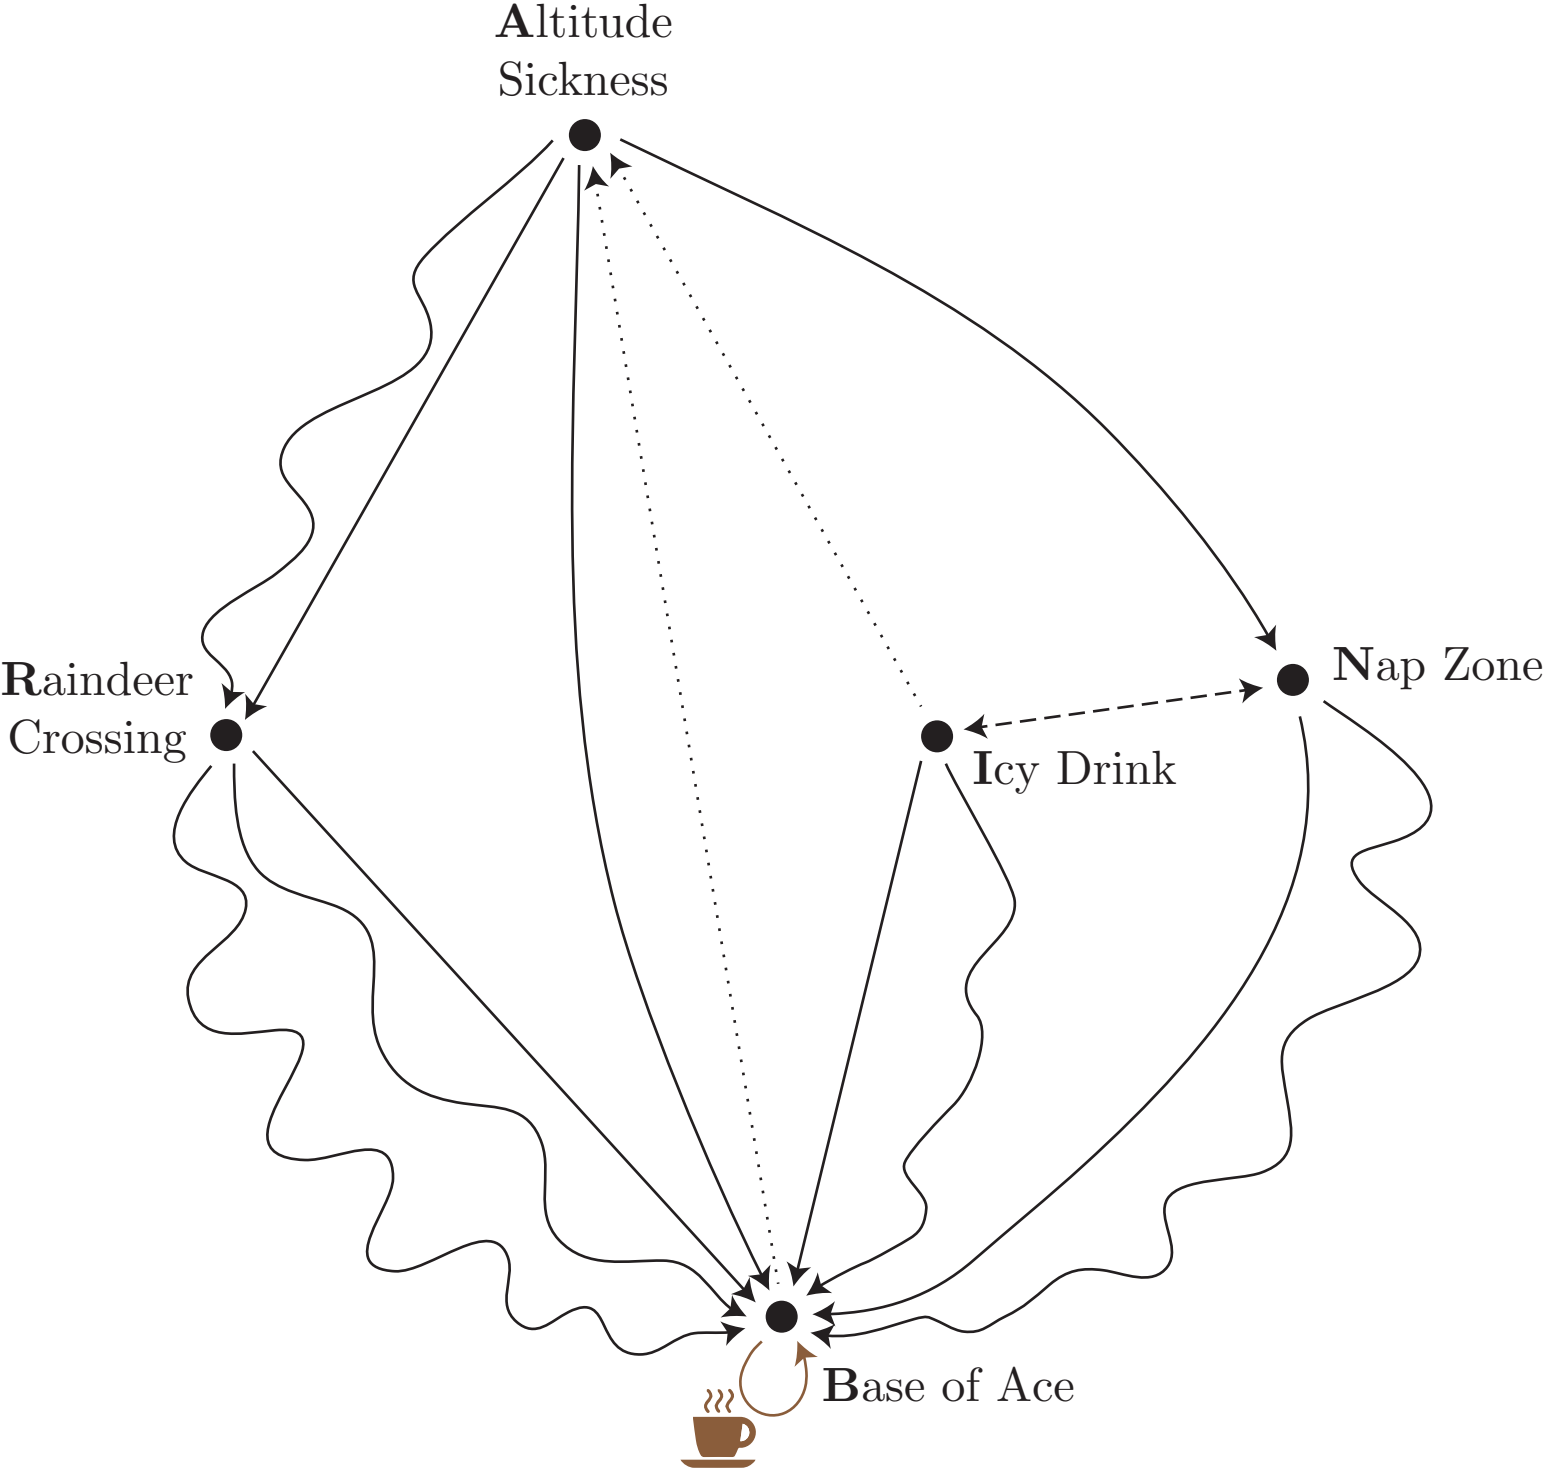 Altitude
Sickness
Raindeer
Crossing
Nap Zone
Icy Drink
Base of Ace